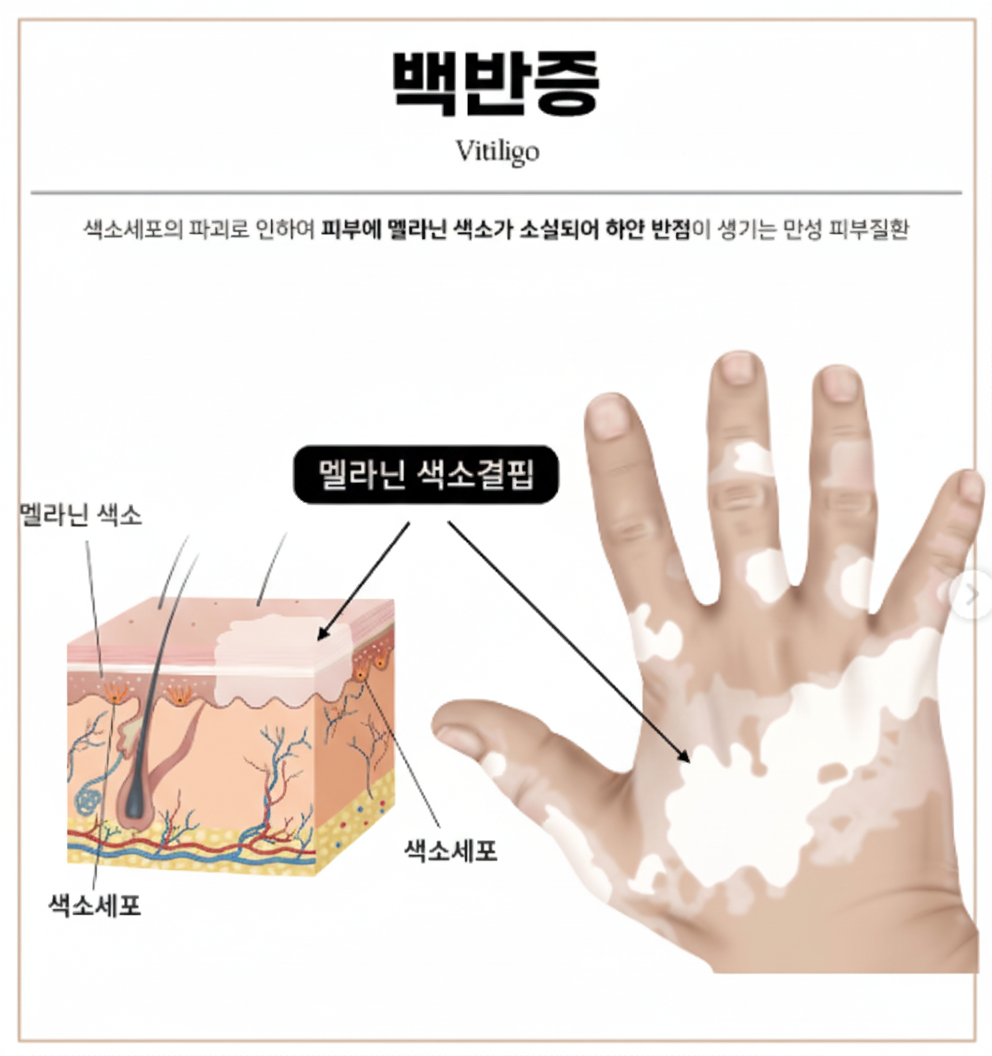 백반증
Vitiligo
색소세포의 파괴로 인하여 피부에 멜라닌 색소가 소실되어 하얀 반점이 생기는 만성 피부질환
멜라닌 색소결핍
멜라닌 색소
색소세포
색소세포